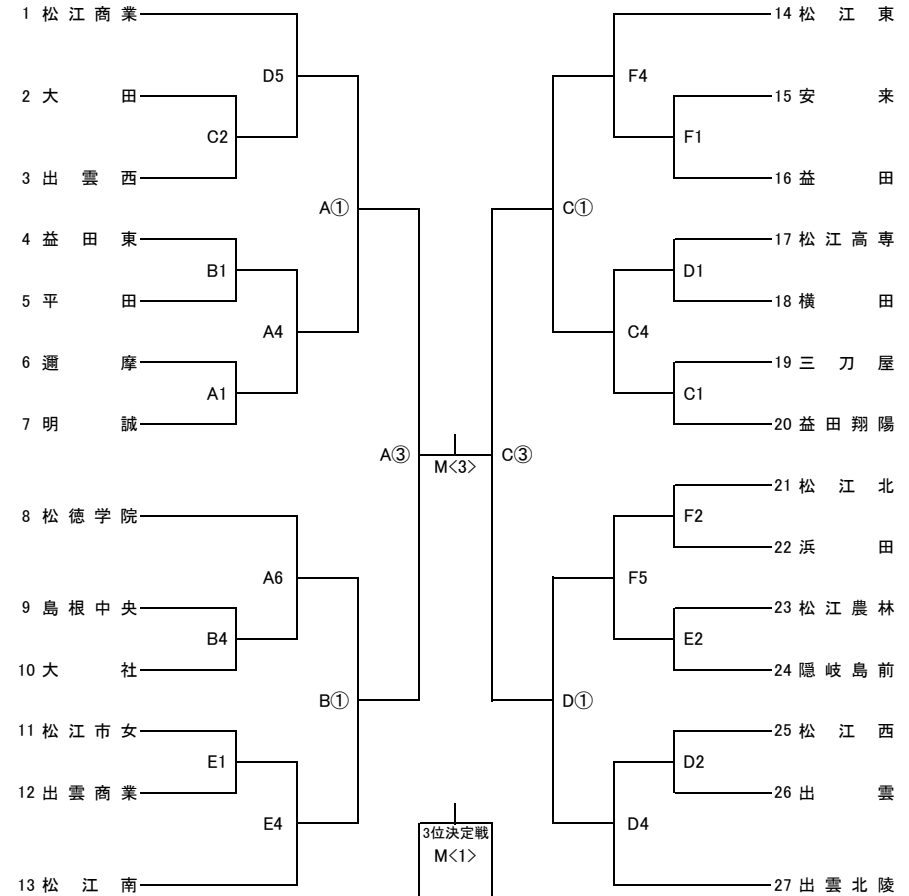 1 松江商業
D5
2 大田
C2
3 出雲西
A①
4 益田東
B1
5 平田
A4
6 邇摩
A1
7 明誠
A③
8 松徳学院
A6
9 島根中央
B4
10 大社
B①
11 松江市女
E1
12 出雲商業
E4
13 松江南
M<3>
3位決定戦
M<1>
14 松江東
F4
15 安来
F1
16 益田
C①
17 松江高専
D1
18 横田
C4
19 三刀屋
C1
20 益田翔陽
C③
21 松江北
F2
22 浜田
F5
23 松江農林
E2
24 隠岐島前
D①
25 松江西
D2
26 出雲
D4
27 出雲北陵